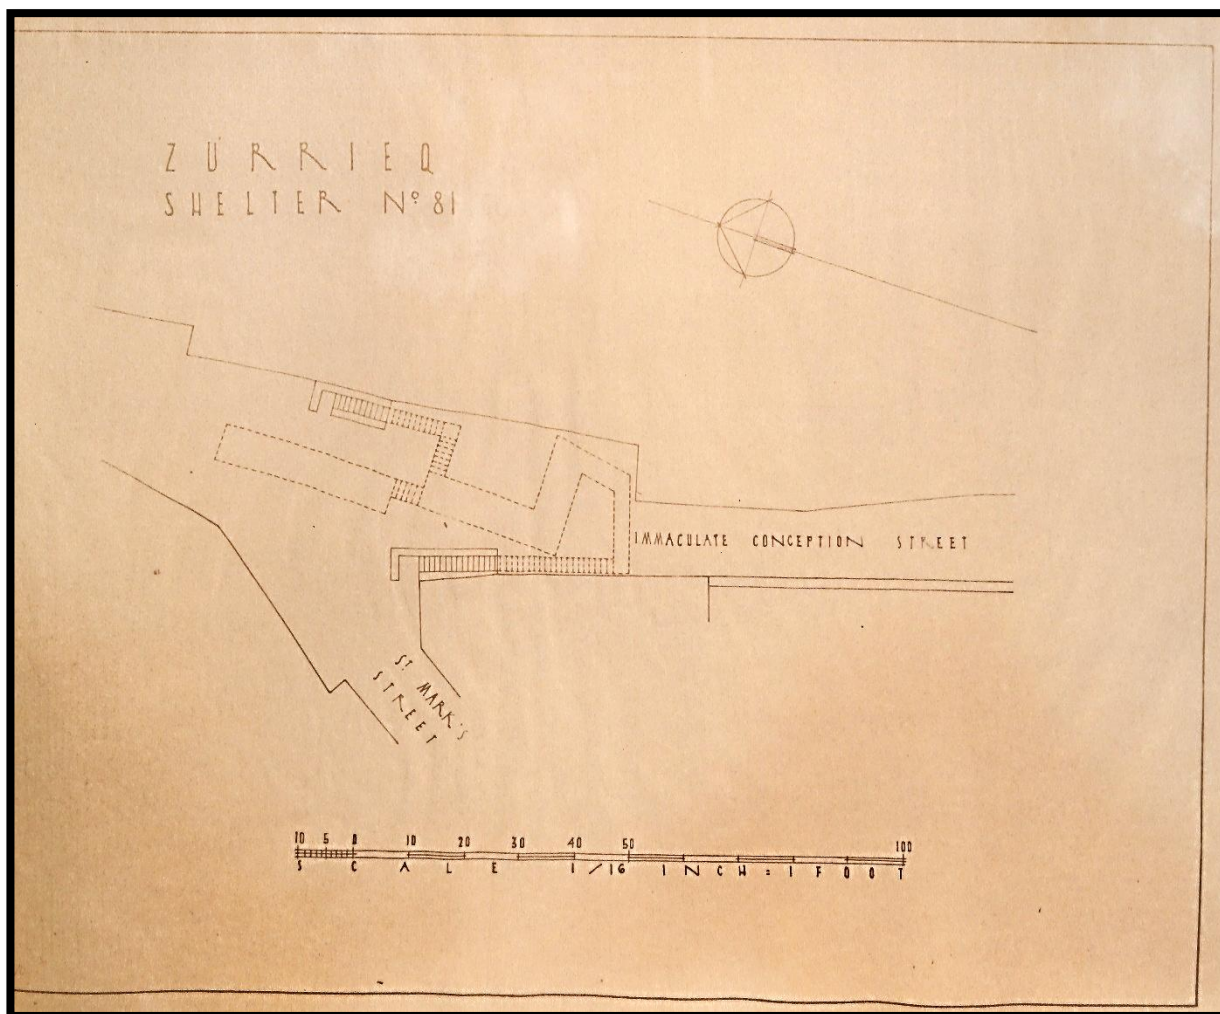 ZURRIEQ
SHELTER Nº 81
IMMACULATE CONCEPTION STREET
ST MARK'S
STREET
10 5 0 10 20 30 40 50 100
SCALE 1/16 INCH = 1 FOOT